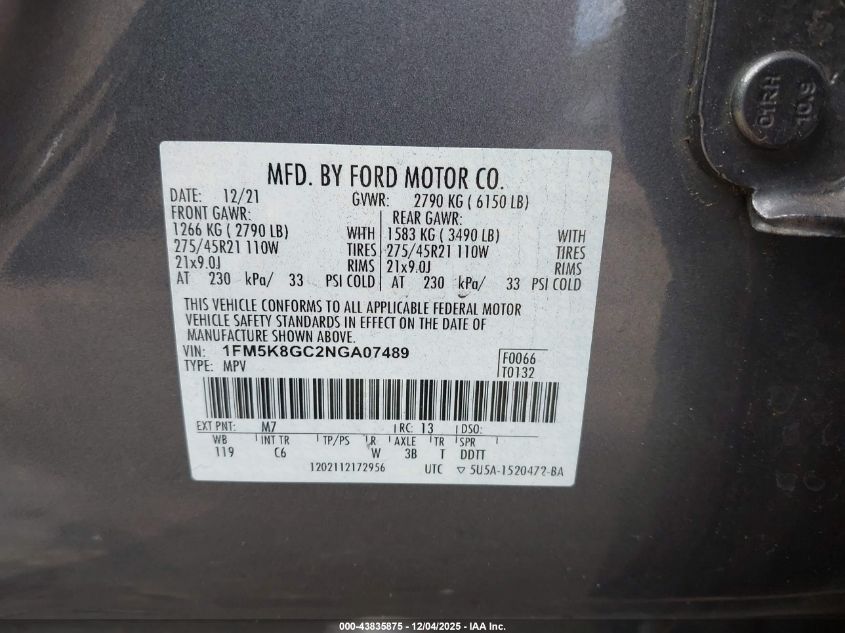 01RH
10.9
MFD. BY FORD MOTOR CO.
DATE: 12/21 GVWR: 2790 KG ( 6150 LB)
FRONT GAWR: REAR GAWR:
1266 KG ( 2790 LB) WITH 1583 KG ( 3490 LB) WITH
275/45R21 110W TIRES 275/45R21 110W TIRES
21x9.0J RIMS 21x9.0J RIMS
AT 230 kPa/ 33 PSI COLD AT 230 kPa/ 33 PSI COLD
THIS VEHICLE CONFORMS TO ALL APPLICABLE FEDERAL MOTOR
VEHICLE SAFETY STANDARDS IN EFFECT ON THE DATE OF
MANUFACTURE SHOWN ABOVE.
VIN: 1FM5K8GC2NGA07489 F0066
TYPE: MPV T0132
EXT PNT: M7 RC: 13 DSO:
WB INT TR TP/PS R AXLE TR SPR
119 C6 W 3B T DDTT
1202112172956 UTC ▽ 5U5A-1520472-BA
000-43835875 - 12/04/2025 - IAA Inc.